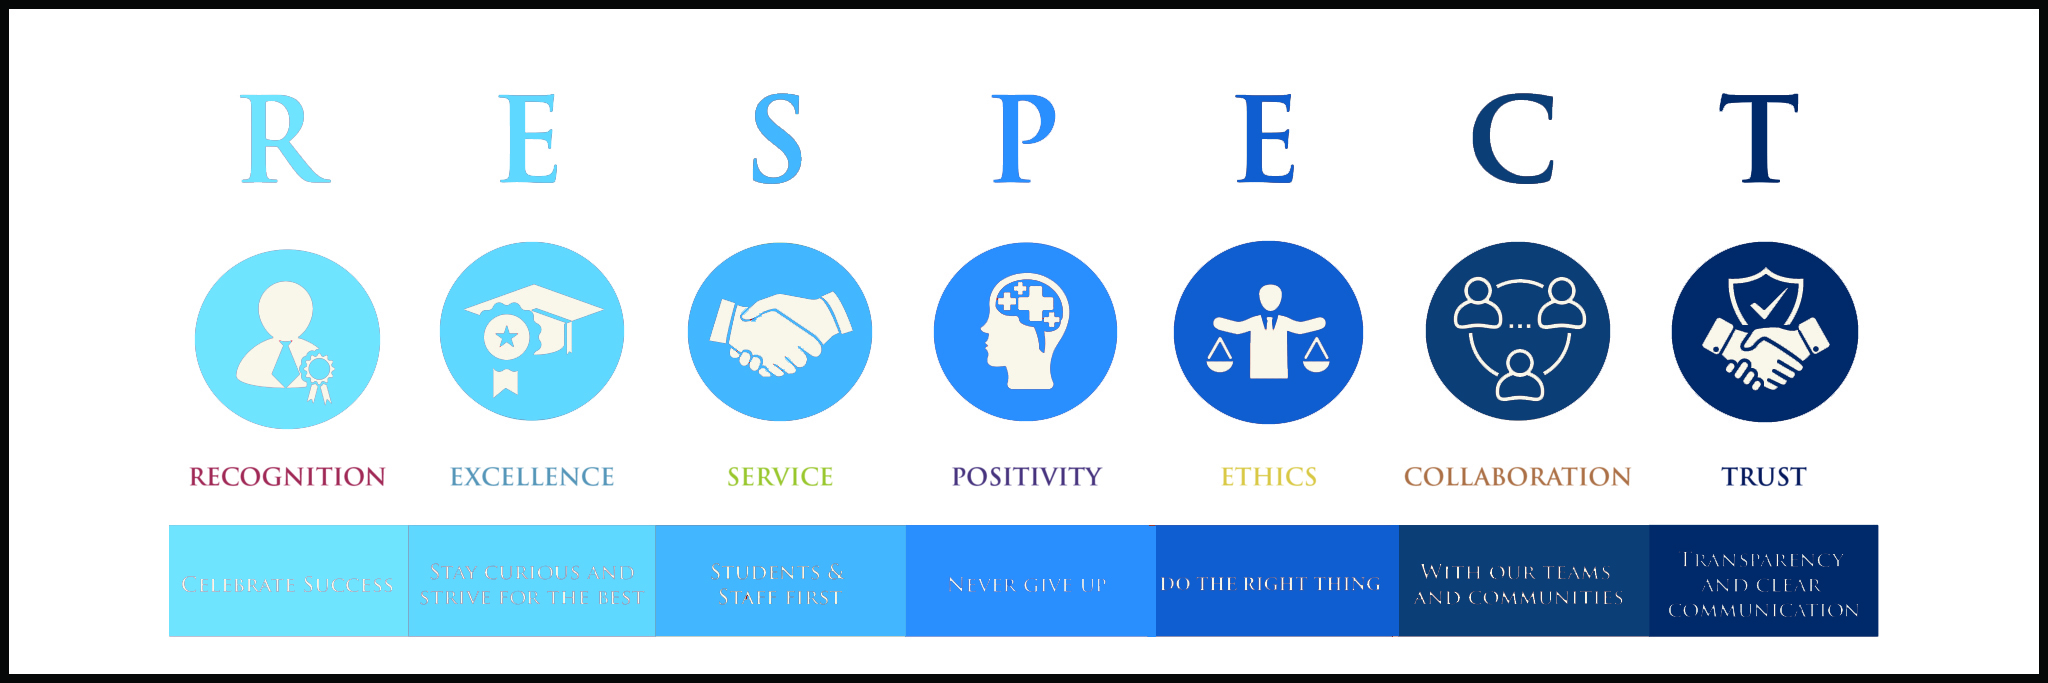 R E S P E C T
RECOGNITION
EXCELLENCE
SERVICE
POSITIVITY
ETHICS
COLLABORATION
TRUST
Celebrate Success
Stay curious and
strive for the best
Students &
Staff first
Never give up
DO THE RIGHT THING
With our teams
and communities
Transparency
and clear
communication